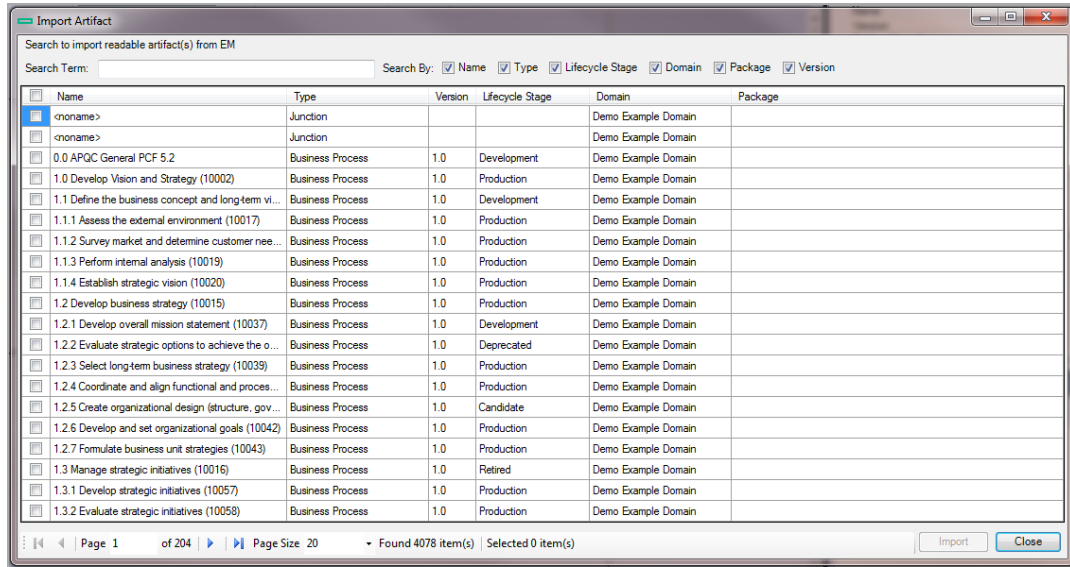 Import Artifact
Search to import readable artifact(s) from EM
Search Term: Search By: Name Type Lifecycle Stage Domain Package Version
Name Type Version Lifecycle Stage Domain Package
<noname> Junction Demo Example Domain
<noname> Junction Demo Example Domain
0.0 APQC General PCF 5.2 Business Process 1.0 Development Demo Example Domain
1.0 Develop Vision and Strategy (10002) Business Process 1.0 Production Demo Example Domain
1.1 Define the business concept and long-term vi... Business Process 1.0 Development Demo Example Domain
1.1.1 Assess the external environment (10017) Business Process 1.0 Production Demo Example Domain
1.1.2 Survey market and determine customer nee... Business Process 1.0 Production Demo Example Domain
1.1.3 Perform internal analysis (10019) Business Process 1.0 Production Demo Example Domain
1.1.4 Establish strategic vision (10020) Business Process 1.0 Production Demo Example Domain
1.2 Develop business strategy (10015) Business Process 1.0 Production Demo Example Domain
1.2.1 Develop overall mission statement (10037) Business Process 1.0 Development Demo Example Domain
1.2.2 Evaluate strategic options to achieve the o... Business Process 1.0 Deprecated Demo Example Domain
1.2.3 Select long-term business strategy (10039) Business Process 1.0 Production Demo Example Domain
1.2.4 Coordinate and align functional and proces... Business Process 1.0 Production Demo Example Domain
1.2.5 Create organizational design (structure, gov... Business Process 1.0 Candidate Demo Example Domain
1.2.6 Develop and set organizational goals (10042) Business Process 1.0 Production Demo Example Domain
1.2.7 Formulate business unit strategies (10043) Business Process 1.0 Production Demo Example Domain
1.3 Manage strategic initiatives (10016) Business Process 1.0 Retired Demo Example Domain
1.3.1 Develop strategic initiatives (10057) Business Process 1.0 Production Demo Example Domain
1.3.2 Evaluate strategic initiatives (10058) Business Process 1.0 Production Demo Example Domain
Page 1 of 204 Page Size 20 Found 4078 item(s) Selected 0 item(s) Import Close